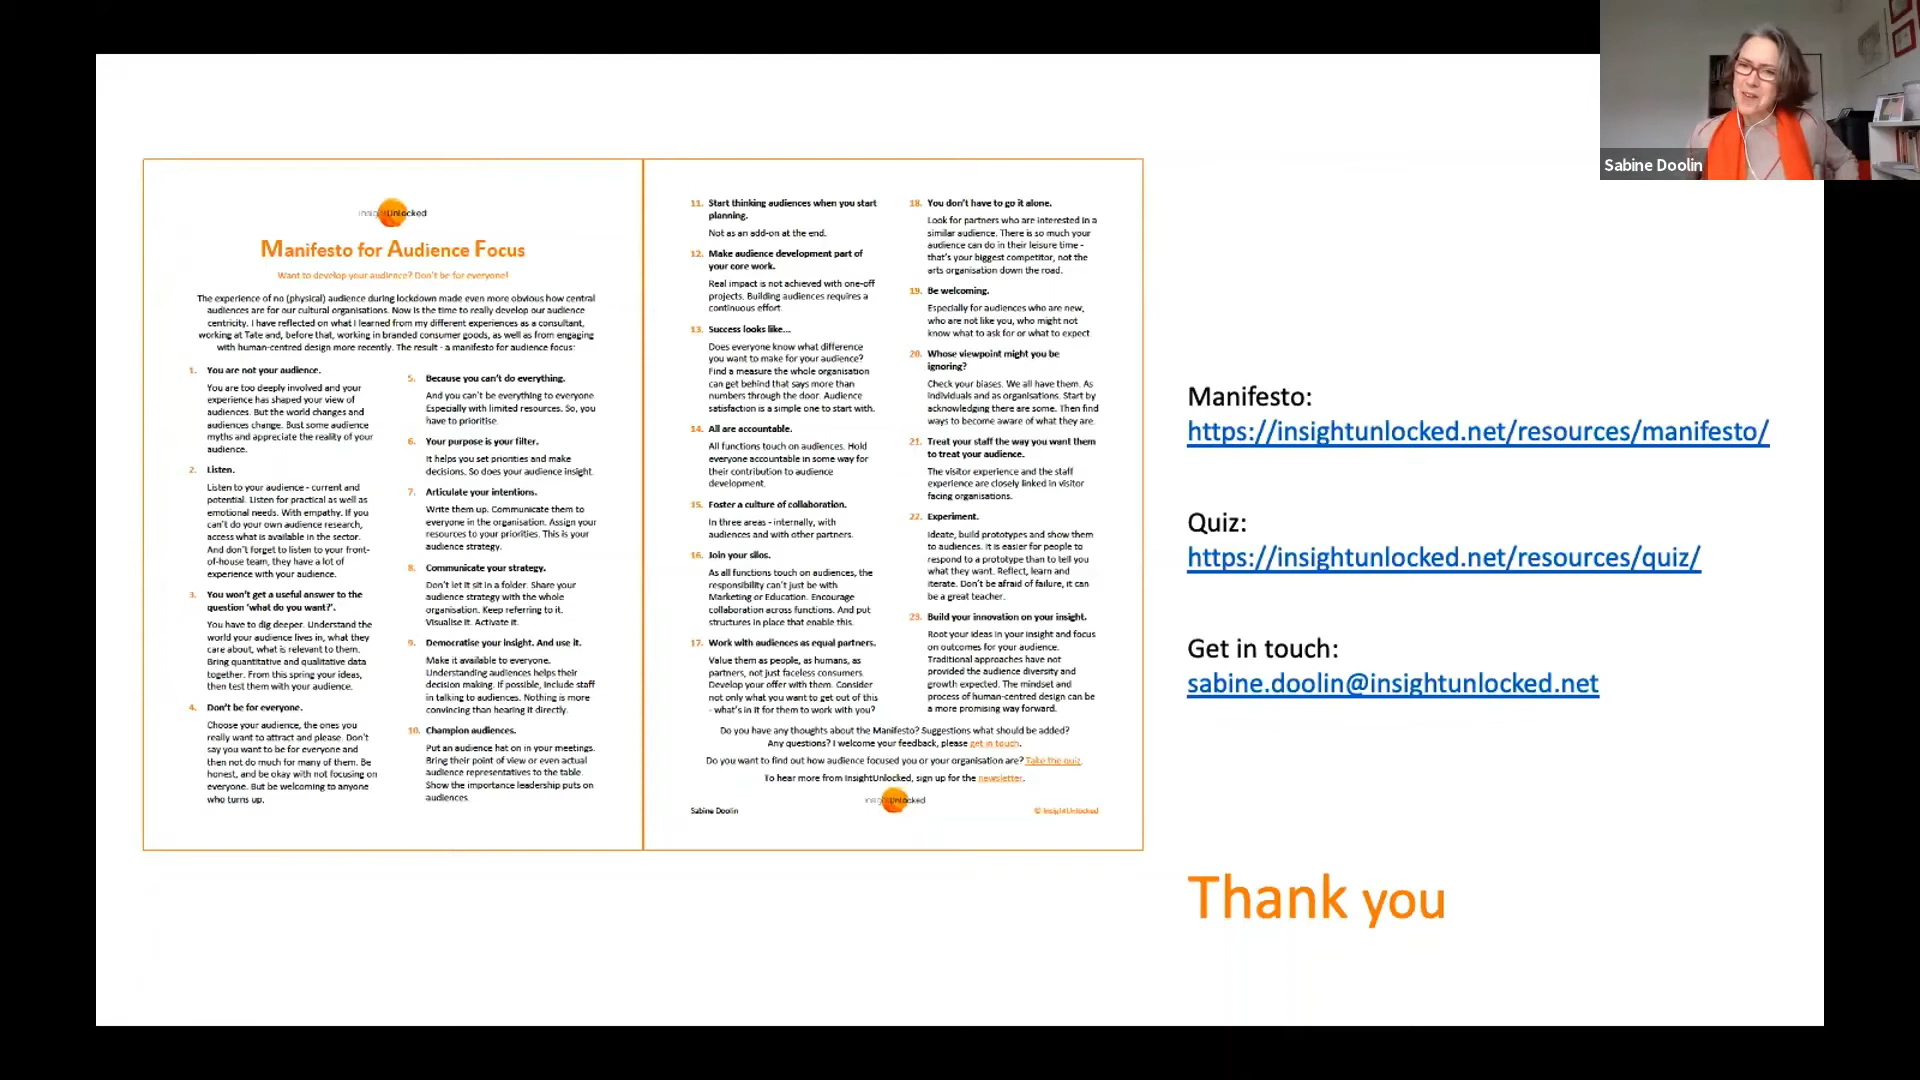 Sabine Doolin
insightUnlocked
Manifesto for Audience Focus
Want to develop your audience? Don't be for everyone!
The experience of no (physical) audience during lockdown made even more obvious how central
audiences are for our cultural organisations. Now is the time to really develop our audience
centricity. I have reflected on what I learned from my different experiences as a consultant,
working at Tate and, before that, working in branded consumer goods, as well as from engaging
with human-centred design more recently. The result - a manifesto for audience focus:
1. You are not your audience.
You are too deeply involved and your
experience has shaped your view of
audiences. But the world changes and
audiences change. Bust some audience
myths and appreciate the reality of your
audience.
2. Listen.
Listen to your audience - current and
potential. Listen for practical as well as
emotional needs. With empathy. If you
can't do your own audience research,
access what is available in the sector.
And don't forget to listen to your front-
of-house team, they have a lot of
experience with your audience.
3. You won't get a useful answer to the
question 'what do you want?'.
You have to dig deeper. Understand the
world your audience lives in, what they
care about, what is relevant to them.
Bring quantitative and qualitative data
together. From this spring your ideas,
then test them with your audience.
4. Don't be for everyone.
Choose your audience, the ones you
really want to attract and please. Don't
say you want to be for everyone and
then not do much for many of them. Be
honest, and be okay with not focusing on
everyone. But be welcoming to anyone
who turns up.
5. Because you can't do everything.
And you can't be everything to everyone.
Especially with limited resources. So, you
have to prioritise.
6. Your purpose is your filter.
It helps you set priorities and make
decisions. So does your audience insight.
7. Articulate your intentions.
Write them up. Communicate them to
everyone in the organisation. Assign your
resources to your priorities. This is your
audience strategy.
8. Communicate your strategy.
Don't let it sit in a folder. Share your
audience strategy with the whole
organisation. Keep referring to it.
Visualise it. Activate it.
9. Democratise your insight. And use it.
Make it available to everyone.
Understanding audiences helps their
decision making. If possible, include staff
in talking to audiences. Nothing is more
convincing than hearing it directly.
10. Champion audiences.
Put an audience hat on in your meetings.
Bring their point of view or even actual
audience representatives to the table.
Show the importance leadership puts on
audiences.
11. Start thinking audiences when you start
planning.
Not as an add-on at the end.
12. Make audience development part of
your core work.
Real impact is not achieved with one-off
projects. Building audiences requires a
continuous effort.
13. Success looks like...
Does everyone know what difference
you want to make for your audience?
Find a measure the whole organisation
can get behind that says more than
numbers through the door. Audience
satisfaction is a simple one to start with.
14. All are accountable.
All functions touch on audiences. Hold
everyone accountable in some way for
their contribution to audience
development.
15. Foster a culture of collaboration.
In three areas - internally, with
audiences and with other partners.
16. Join your silos.
As all functions touch on audiences, the
responsibility can't just be with
Marketing or Education. Encourage
collaboration across functions. And put
structures in place that enable this.
17. Work with audiences as equal partners.
Value them as people, as humans, as
partners, not just faceless consumers.
Develop your offer with them. Consider
not only what you want to get out of this
- what's in it for them to work with you?
18. You don't have to go it alone.
Look for partners who are interested in a
similar audience. There is so much your
audience can do in their leisure time -
that's your biggest competitor, not the
arts organisation down the road.
19. Be welcoming.
Especially for audiences who are new,
who are not like you, who might not
know what to ask for or what to expect
20. Whose viewpoint might you be
ignoring?
Check your biases. We all have them. As
individuals and as organisations. Start by
acknowledging there are some. Then find
ways to become aware of what they are.
21. Treat your staff the way you want them
to treat your audience.
The visitor experience and the staff
experience are closely linked in visitor
facing organisations.
22. Experiment.
Ideate, build prototypes and show them
to audiences. It is easier for people to
respond to a prototype than to tell you
what they want. Reflect, learn and
iterate. Don't be afraid of failure, it can
be a great teacher.
23. Build your innovation on your insight.
Root your ideas in your insight and focus
on outcomes for your audience.
Traditional approaches have not
provided the audience diversity and
growth expected. The mindset and
process of human-centred design can be
a more promising way forward.
Do you have any thoughts about the Manifesto? Suggestions what should be added?
Any questions? I welcome your feedback, please get in touch.
Do you want to find out how audience focused you or your organisation are? Take the quiz.
To hear more from InsightUnlocked, sign up for the newsletter.
insightUnlocked
Sabine Doolin
© InsightUnlocked
Manifesto:
https://insightunlocked.net/resources/manifesto/
Quiz:
https://insightunlocked.net/resources/quiz/
Get in touch:
sabine.doolin@insightunlocked.net
Thank you